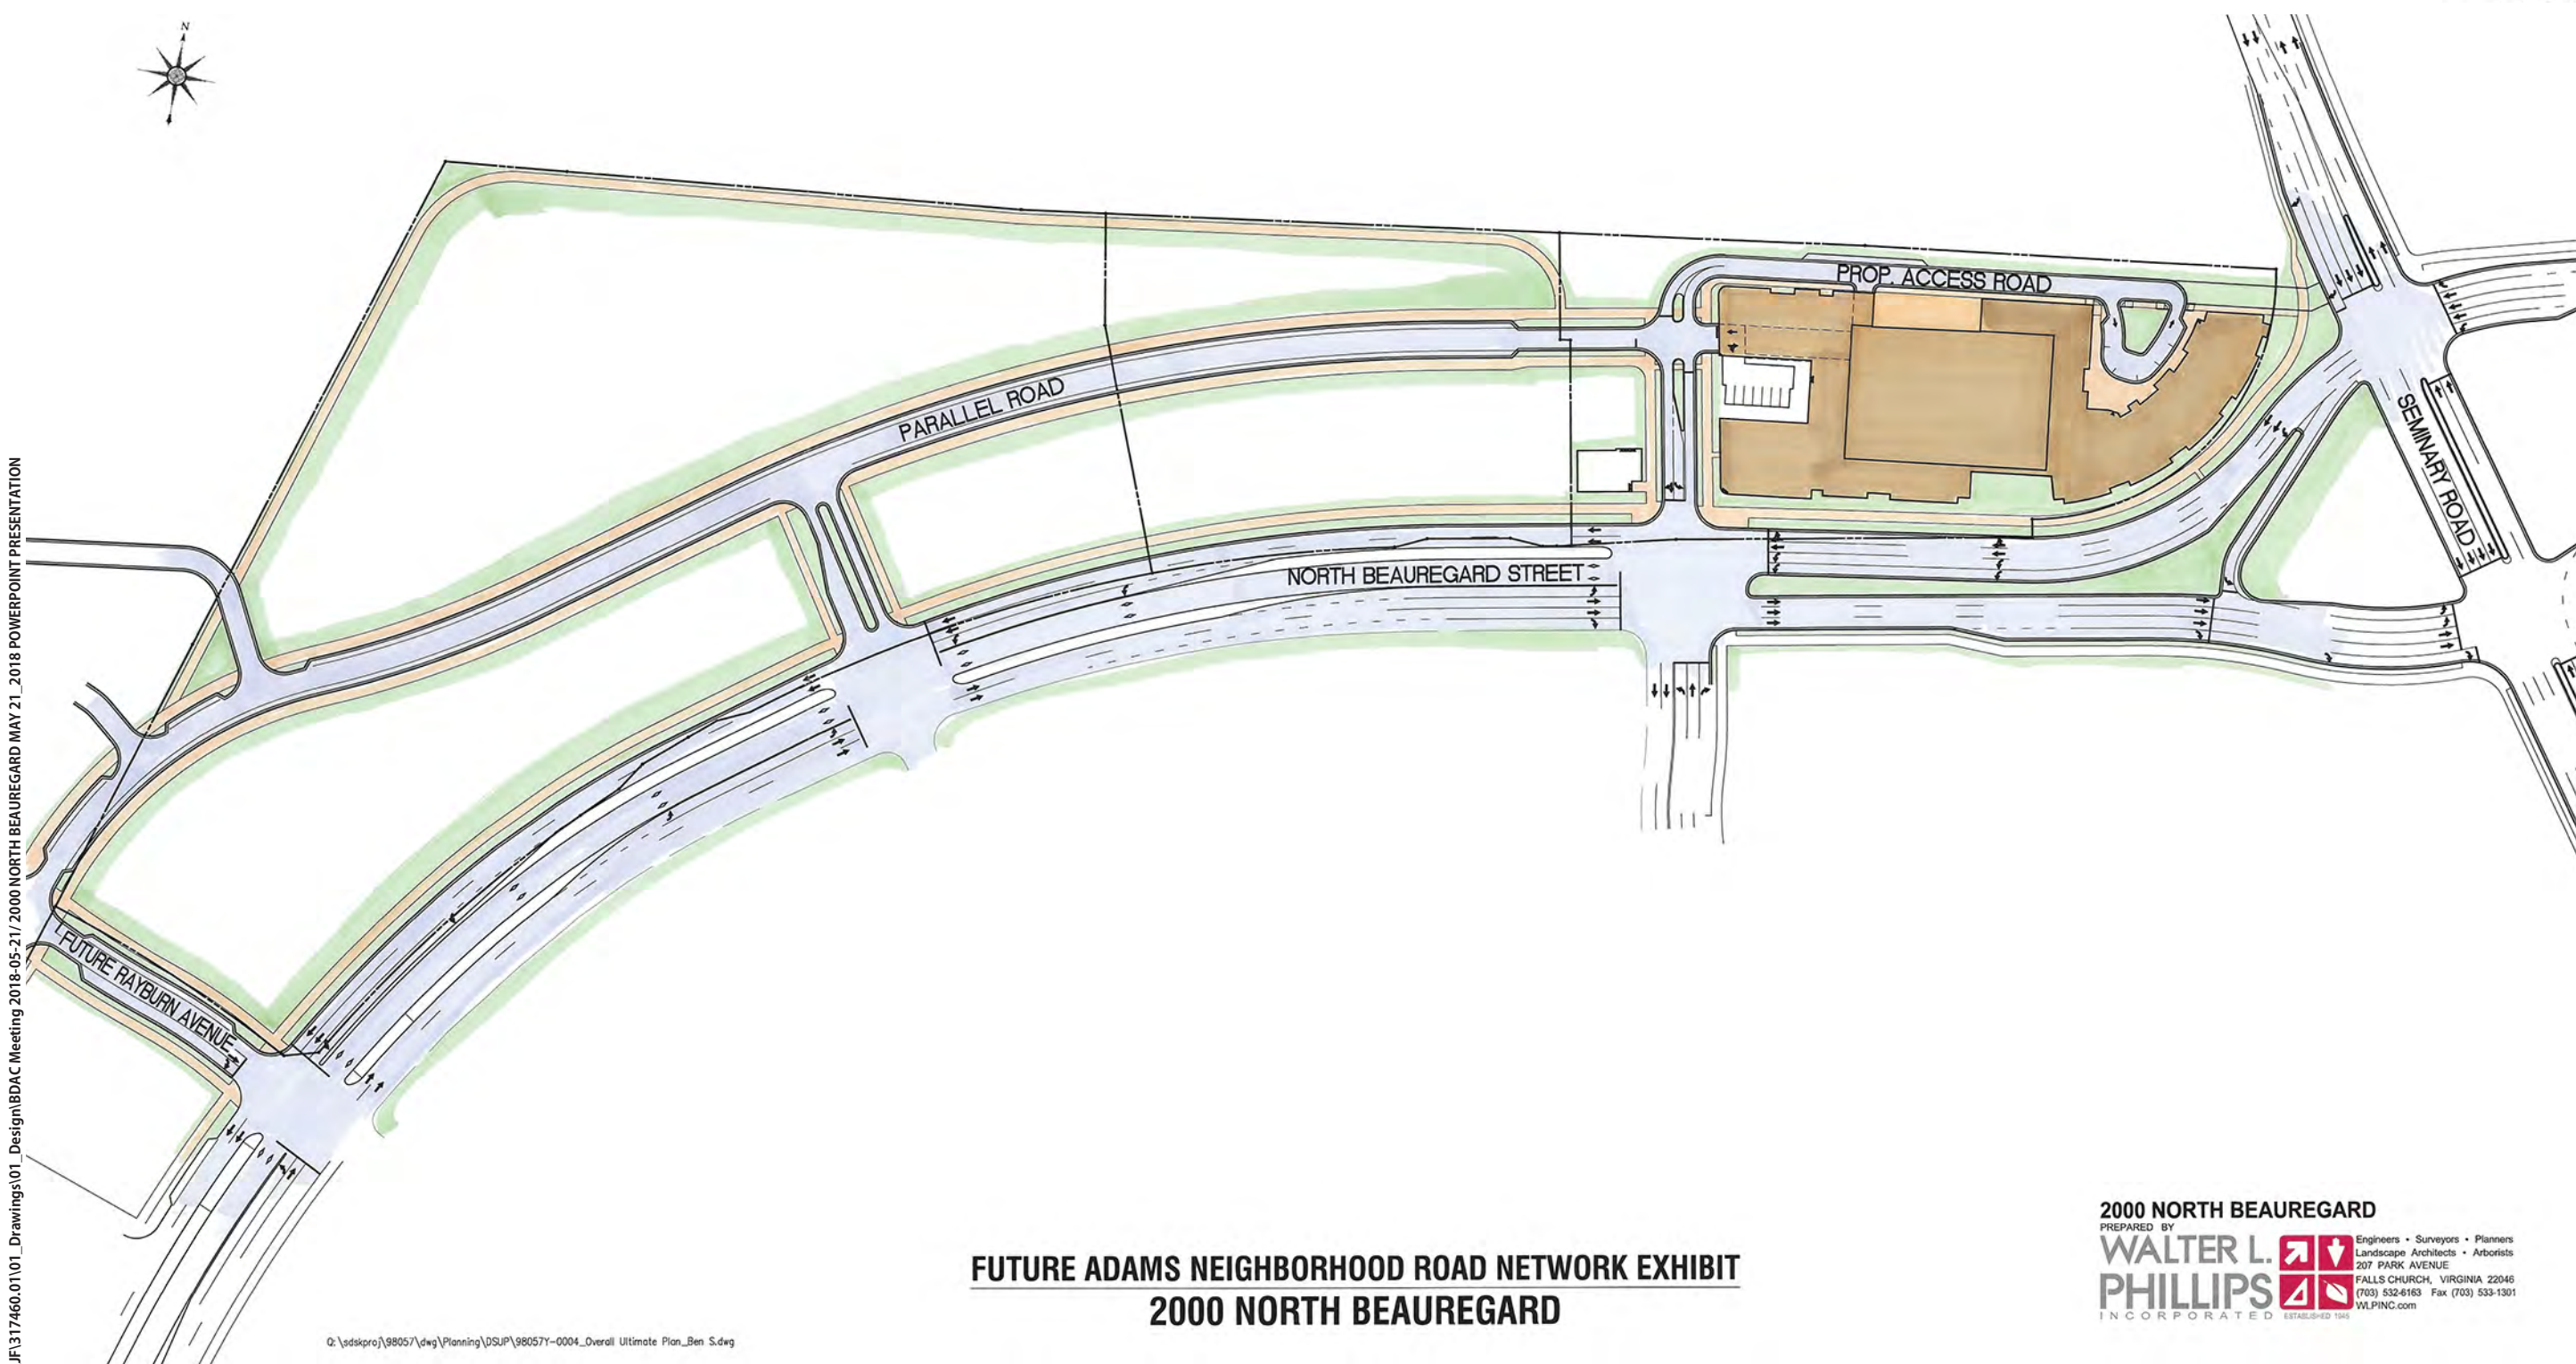 N
PROP. ACCESS ROAD
PARALLEL ROAD
SEMINARY ROAD
NORTH BEAUREGARD STREET
FUTURE RAYBURN AVENUE
JF\317460.01\01_Drawings\01_Design\BDAC Meeting 2018-05-21/ 2000 NORTH BEAUREGARD MAY 21_2018 POWERPOINT PRESENTATION
FUTURE ADAMS NEIGHBORHOOD ROAD NETWORK EXHIBIT
2000 NORTH BEAUREGARD
Q:\sdskproj\98057\dwg\Planning\DSUP\98057Y-0004_Overall Ultimate Plan_Ben S.dwg
2000 NORTH BEAUREGARD
PREPARED BY
WALTER L.
PHILLIPS
INCORPORATED ESTABLISHED 1945
Engineers • Surveyors • Planners
Landscape Architects • Arborists
207 PARK AVENUE
FALLS CHURCH, VIRGINIA 22046
(703) 532-6163 Fax (703) 533-1301
WLPINC.com